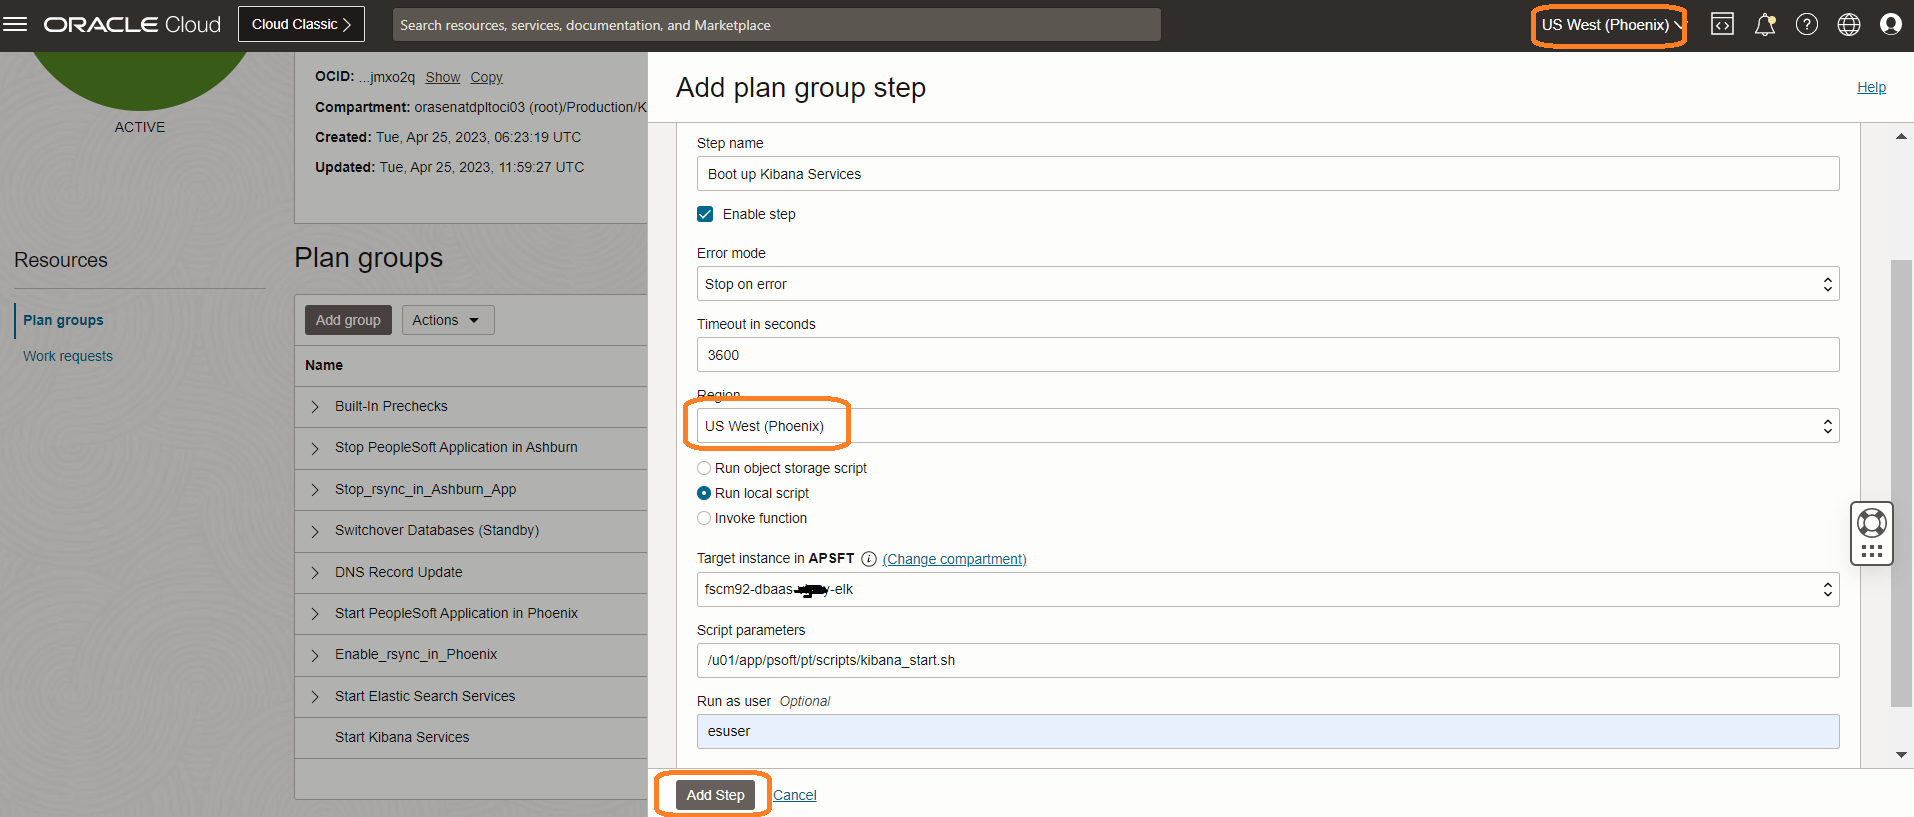 ORACLE Cloud
Cloud Classic
Search resources, services, documentation, and Marketplace
US West (Phoenix)
OCID: ...jmxo2q Show Copy
Compartment: orasenatdpltoci03 (root)/Production/K
Created: Tue, Apr 25, 2023, 06:23:19 UTC
Updated: Tue, Apr 25, 2023, 11:59:27 UTC
ACTIVE
Resources
Plan groups
Work requests
Plan groups
Add group
Actions
Name
Built-In Prechecks
Stop PeopleSoft Application in Ashburn
Stop_rsync_in_Ashburn_App
Switchover Databases (Standby)
DNS Record Update
Start PeopleSoft Application in Phoenix
Enable_rsync_in_Phoenix
Start Elastic Search Services
Start Kibana Services
Add plan group step
Help
Step name
Boot up Kibana Services
Enable step
Error mode
Stop on error
Timeout in seconds
3600
Region
US West (Phoenix)
Run object storage script
Run local script
Invoke function
Target instance in APSFT (Change compartment)
fscm92-dbaas- -elk
Script parameters
/u01/app/psoft/pt/scripts/kibana_start.sh
Run as user Optional
esuser
Add Step
Cancel